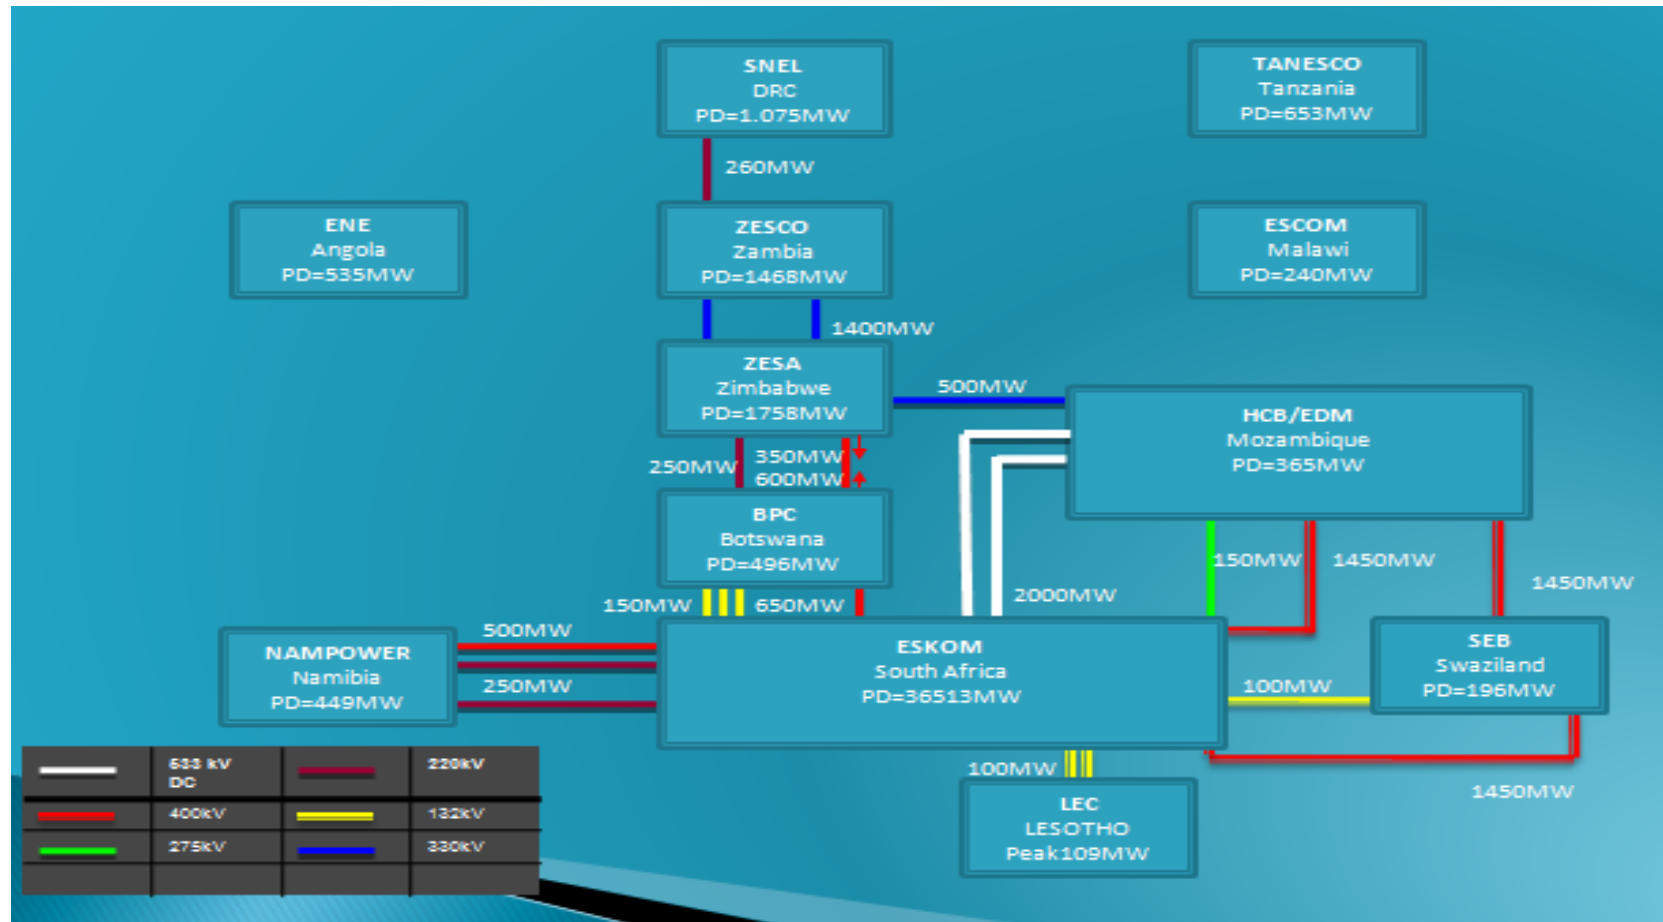 SNEL
DRC
PD=1.075MW
TANESCO
Tanzania
PD=653MW
260MW
ENE
Angola
PD=535MW
ZESCO
Zambia
PD=1468MW
ESCOM
Malawi
PD=240MW
1400MW
ZESA
Zimbabwe
PD=1758MW
500MW
HCB/EDM
Mozambique
PD=365MW
250MW
350MW
600MW
BPC
Botswana
PD=496MW
150MW
1450MW
1450MW
150MW
650MW
2000MW
500MW
250MW
NAMPOWER
Namibia
PD=449MW
ESKOM
South Africa
PD=36513MW
100MW
SEB
Swaziland
PD=196MW
100MW
1450MW
LEC
LESOTHO
Peak109MW
533 kV
DC
220kV
400kV
132kV
275kV
330kV